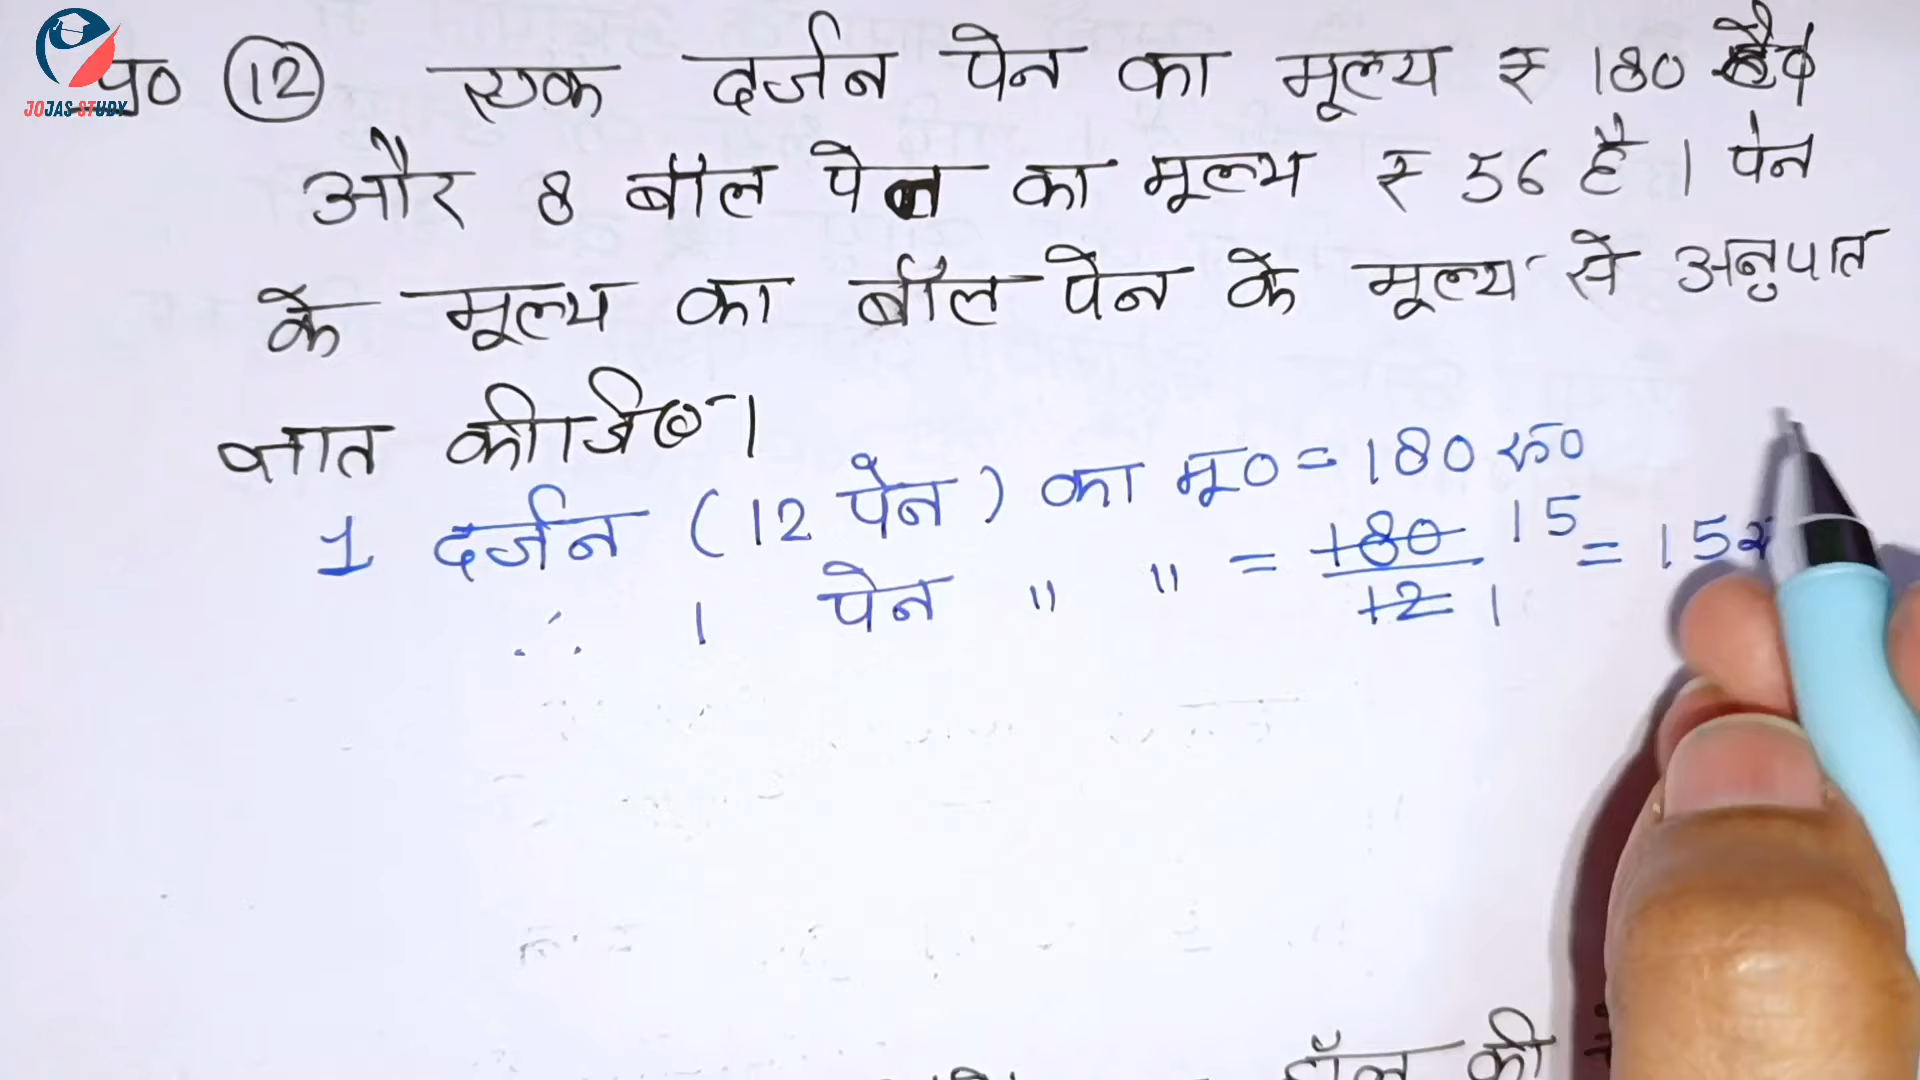 JOJAS STUDY
प्र० 12 एक दर्जन पेन का मूल्य ₹ 180 है
और 8 बॉल पेन का मूल्य ₹ 56 है। पेन
के मूल्य का बॉल पेन के मूल्य से अनुपात
ज्ञात कीजिए।
1 दर्जन (12 पेन) का मू० = 180 रू०
∴ 1 पेन " " = 180/12 15/1 = 15
की